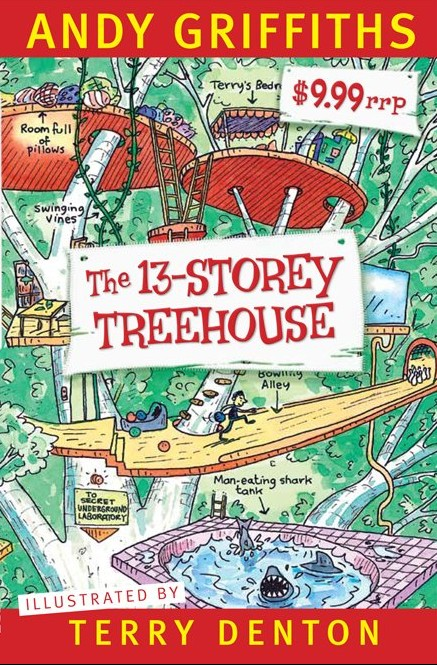 ANDY GRIFFITHS
Terry's Bedr
$9.99 rrp
Room full
of
pillows
Swinging
Vines
The 13-STOREY
TREEHOUSE
Bowling
Alley
Man-eating shark
tank
TO
SECRET
UNDERGROUND
LABORATORY
ILLUSTRATED BY
TERRY DENTON